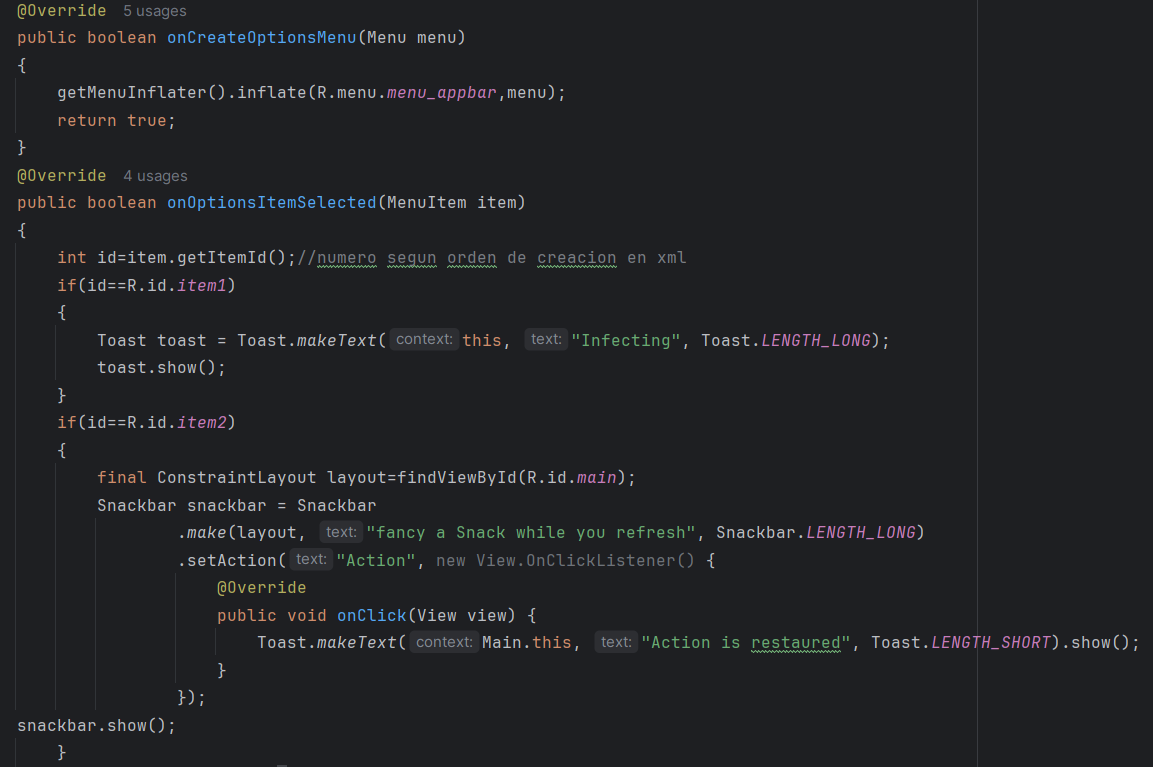 @Override 5 usages
public boolean onCreateOptionsMenu(Menu menu)
{
    getMenuInflater().inflate(R.menu.menu_appbar,menu);
    return true;
}
@Override 4 usages
public boolean onOptionsItemSelected(MenuItem item)
{
    int id=item.getItemId();//numero segun orden de creacion en xml
    if(id==R.id.item1)
    {
        Toast toast = Toast.makeText( context: this, text: "Infecting", Toast.LENGTH_LONG);
        toast.show();
    }
    if(id==R.id.item2)
    {
        final ConstraintLayout layout=findViewById(R.id.main);
        Snackbar snackbar = Snackbar
                .make(layout, text: "fancy a Snack while you refresh", Snackbar.LENGTH_LONG)
                .setAction( text: "Action", new View.OnClickListener() {
                    @Override
                    public void onClick(View view) {
                        Toast.makeText( context: Main.this, text: "Action is restaured", Toast.LENGTH_SHORT).show();
                    }
                });
snackbar.show();
    }